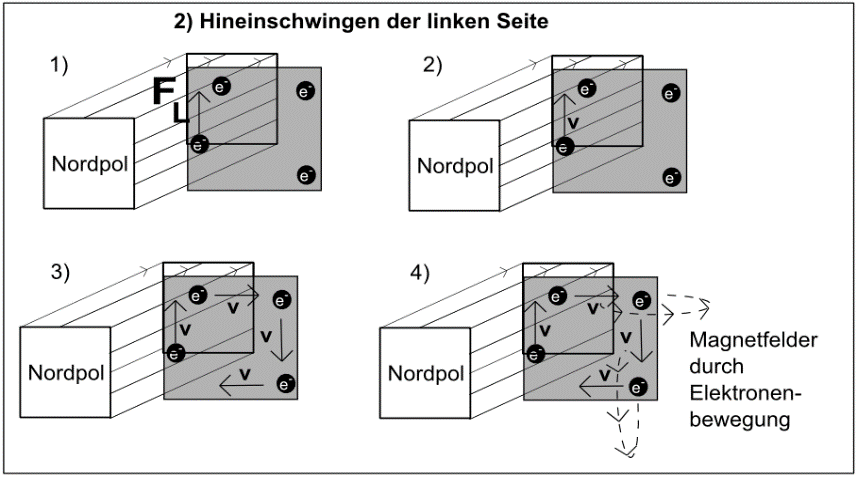 2) Hineinschwingen der linken Seite
1)
F
L
e-
e-
e-
e-
Nordpol
2)
v
e-
e-
e
e-
Nordpol
3)
e-
v
e-
v
v
e-
v
e-
Nordpol
4)
e-
v
e-
v
v
e-
v
e-
Nordpol
Magnetfelder
durch
Elektronen-
bewegung